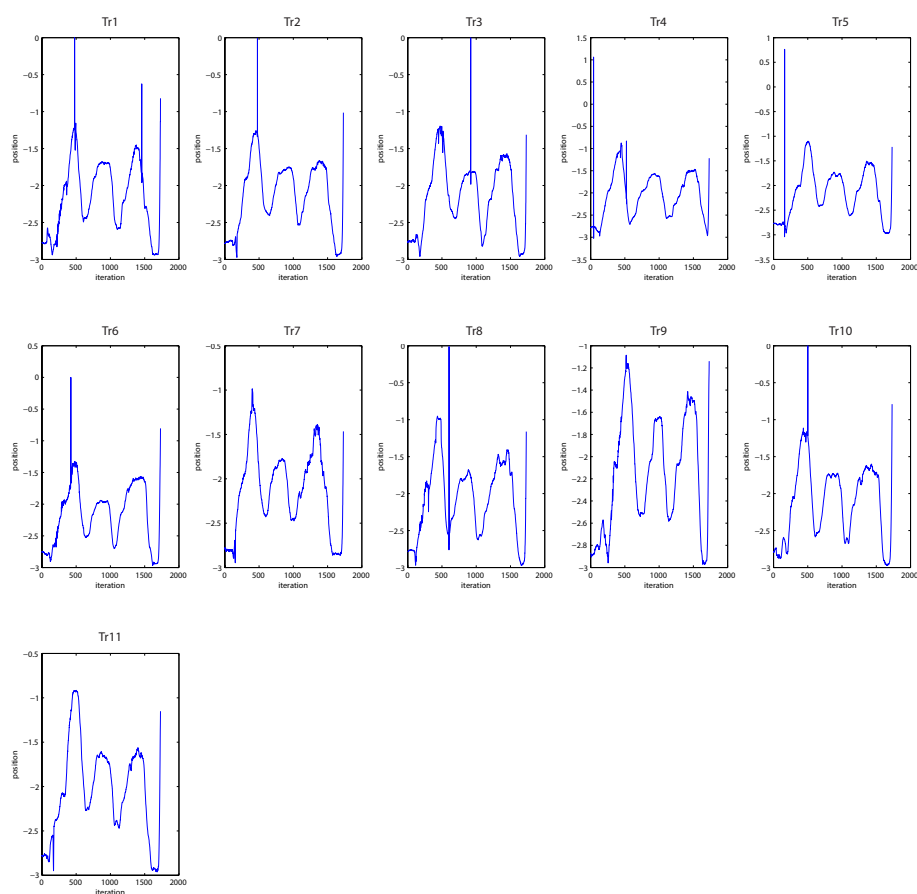 Tr1 Tr2 Tr3 Tr4 Tr5
0 0 0 1.5 1
−0.5 −0.5 −0.5 1 0.5
−1 −1 −1 0.5 0
−1.5 −1.5 −1.5 0 −0.5
−2 −2 −2 −0.5 −1
−2.5 −2.5 −2.5 −1 −1.5
−3 −3 −3 −1.5 −2
−2 −2.5
−2.5 −3
−3 −3.5
−3.5
position position position position position
0 500 1000 1500 2000 0 500 1000 1500 2000 0 500 1000 1500 2000 0 500 1000 1500 2000 0 500 1000 1500 2000
iteration iteration iteration iteration iteration
Tr6 Tr7 Tr8 Tr9 Tr10
0.5 −0.5 0 −1 0
0 −1 −0.5 −1.2 −0.5
−0.5 −1.5 −1 −1.4 −1
−1 −2 −1.5 −1.6 −1.5
−1.5 −2.5 −2 −1.8 −2
−2 −3 −2.5 −2 −2.5
−2.5 −3 −2.2 −3
−3 −2.4
−2.6
−2.8
−3
position position position position position
0 500 1000 1500 2000 0 500 1000 1500 2000 0 500 1000 1500 2000 0 500 1000 1500 2000 0 500 1000 1500 2000
iteration iteration iteration iteration iteration
Tr11
−0.5
−1
−1.5
−2
−2.5
−3
position
0 500 1000 1500 2000
iteration